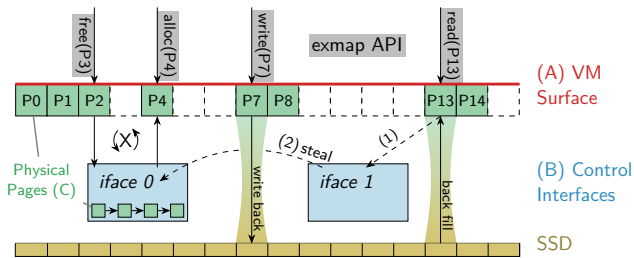 free(P3)
alloc(P4)
write(P7)
exmap API
read(P13)
(A) VM
Surface
P0 P1 P2 P4 P7 P8 P13 P14
(X)
(2) steal
(1)
Physical
Pages (C)
iface 0
iface 1
write back
back fill
(B) Control
Interfaces
SSD